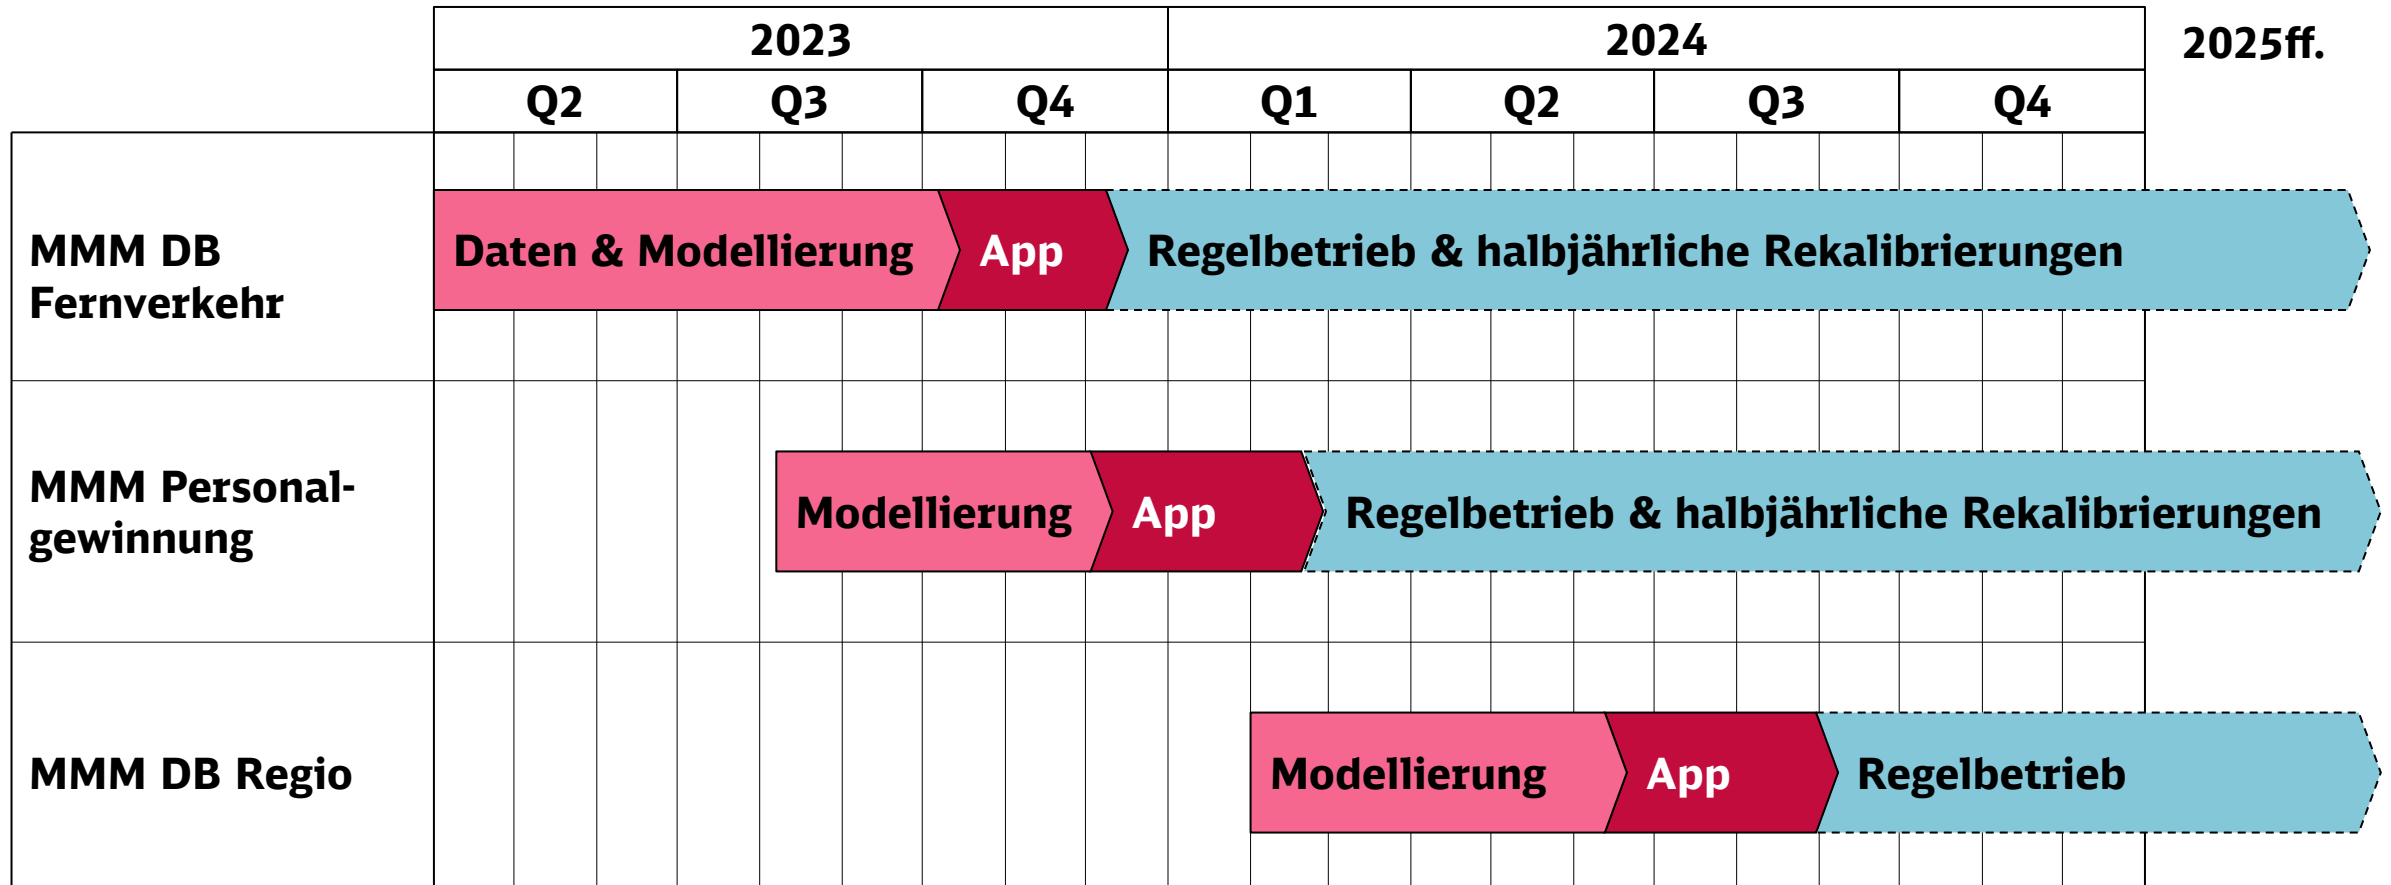 2023
2024
2025ff.
Q2
Q3
Q4
Q1
Q2
Q3
Q4
MMM DB
Fernverkehr
Daten & Modellierung
App
Regelbetrieb & halbjährliche Rekalibrierungen
MMM Personal-
gewinnung
Modellierung
App
Regelbetrieb & halbjährliche Rekalibrierungen
MMM DB Regio
Modellierung
App
Regelbetrieb